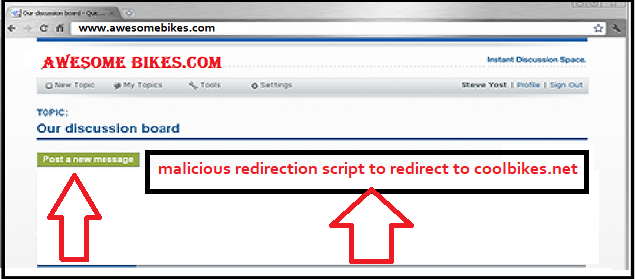 Our discussion board - Quic...
www.awesomebikes.com
AWESOME BIKES.COM
Instant Discussion Space.
New Topic My Topics Tools Settings Steve Yost | Profile | Sign Out
TOPIC:
Our discussion board
Post a new message
malicious redirection script to redirect to coolbikes.net